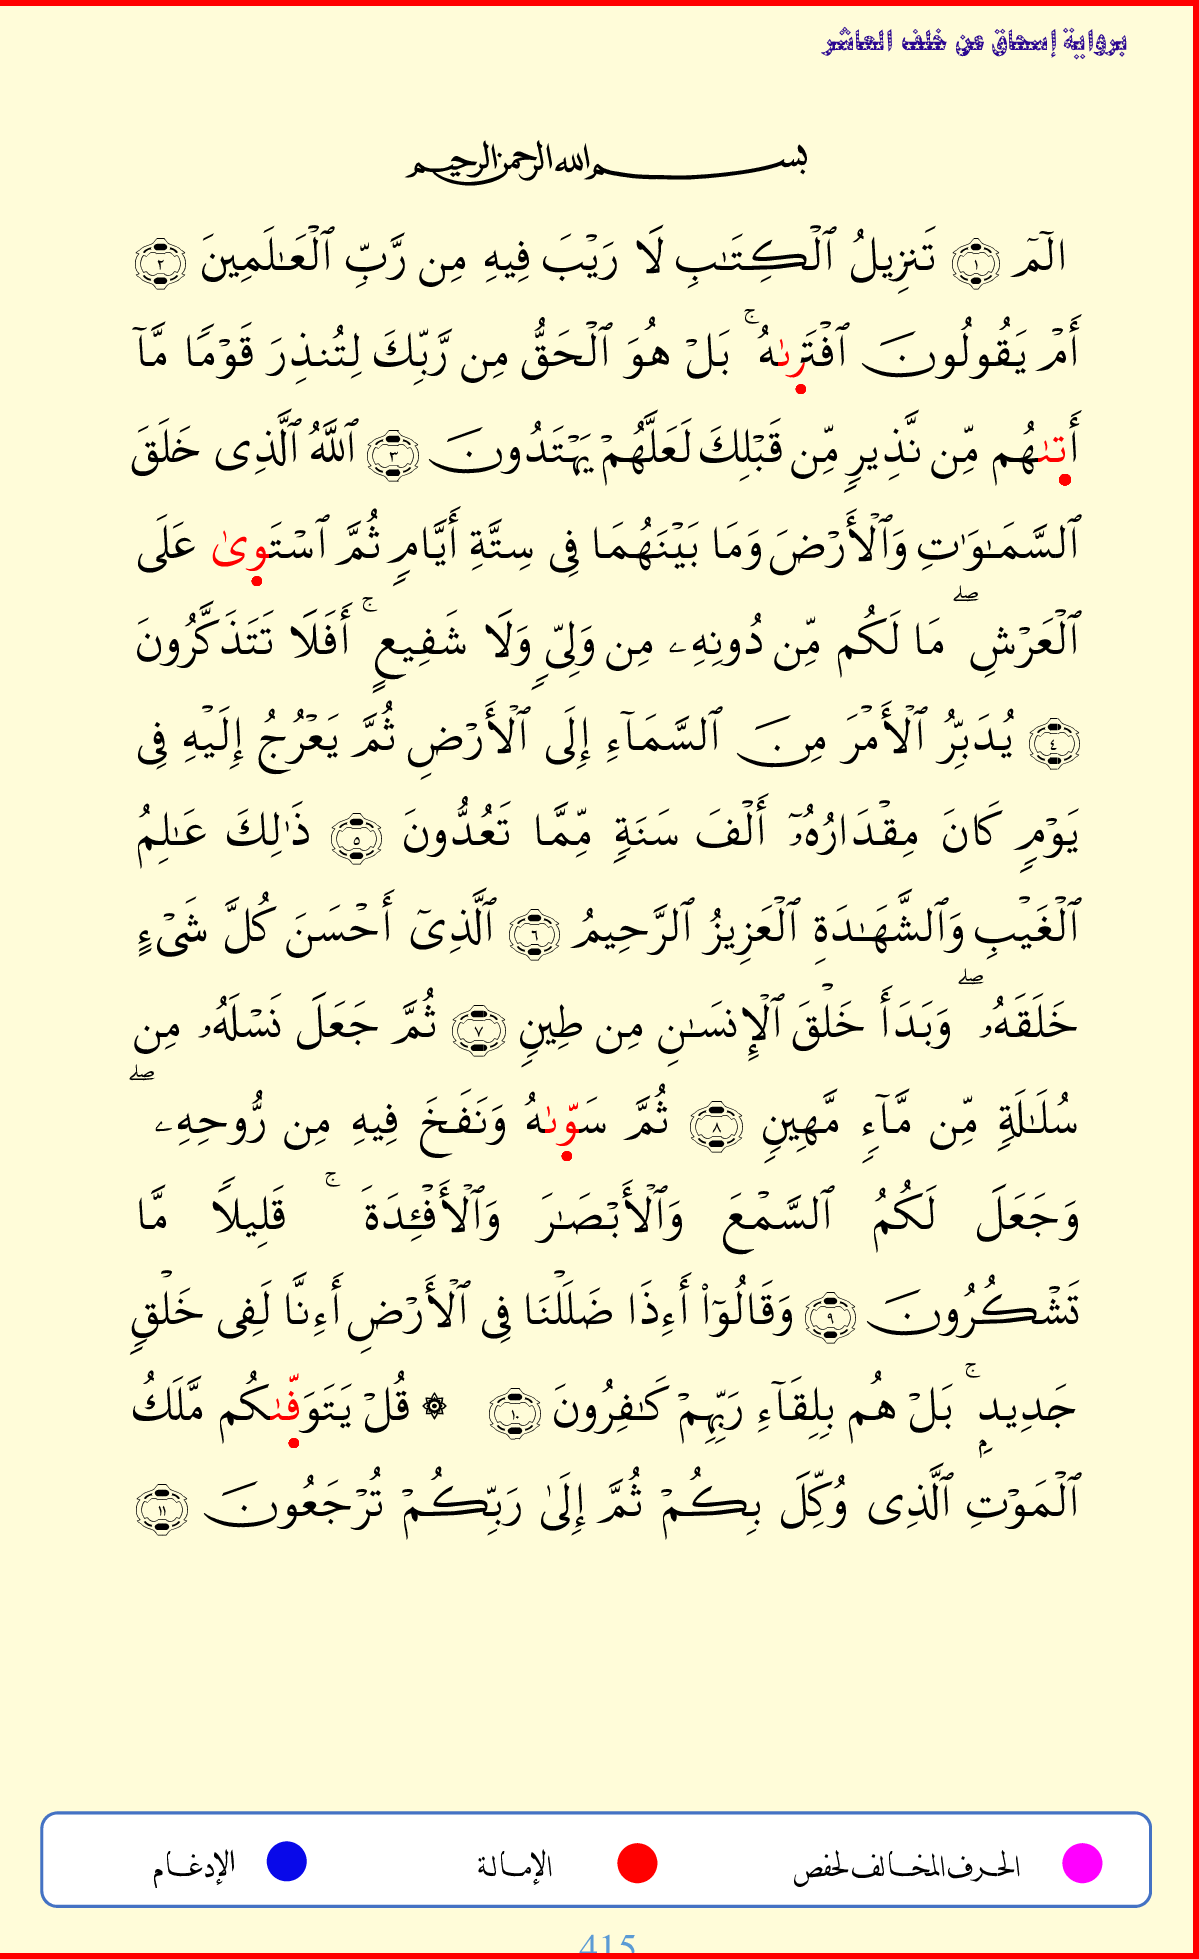 برواية إسحاق عن خلف العاشر
بسم الله الرحمن الرحيم
الٓمٓ ١ تَنزِيلُ ٱلْكِتَـٰبِ لَا رَيْبَ فِيهِ مِن رَّبِّ ٱلْعَـٰلَمِينَ ٢
أَمْ يَقُولُونَ ٱفْتَرِىٰهُ ۚ بَلْ هُوَ ٱلْحَقُّ مِن رَّبِّكَ لِتُنذِرَ قَوْمًا مَّآ
أَتِىٰهُم مِّن نَّذِيرٍ مِّن قَبْلِكَ لَعَلَّهُمْ يَهْتَدُونَ ٣ ٱللَّهُ ٱلَّذِى خَلَقَ
ٱلسَّمَـٰوَٰتِ وَٱلْأَرْضَ وَمَا بَيْنَهُمَا فِى سِتَّةِ أَيَّامٍ ثُمَّ ٱسْتَوِىٰ عَلَى
ٱلْعَرْشِ ۖ مَا لَكُم مِّن دُونِهِۦ مِن وَلِىٍّ وَلَا شَفِيعٍ ۚ أَفَلَا تَتَذَكَّرُونَ
٤ يُدَبِّرُ ٱلْأَمْرَ مِنَ ٱلسَّمَآءِ إِلَى ٱلْأَرْضِ ثُمَّ يَعْرُجُ إِلَيْهِ فِى
يَوْمٍ كَانَ مِقْدَارُهُۥٓ أَلْفَ سَنَةٍ مِّمَّا تَعُدُّونَ ٥ ذَٰلِكَ عَـٰلِمُ
ٱلْغَيْبِ وَٱلشَّهَـٰدَةِ ٱلْعَزِيزُ ٱلرَّحِيمُ ٦ ٱلَّذِىٓ أَحْسَنَ كُلَّ شَىْءٍ
خَلَقَهُۥ ۖ وَبَدَأَ خَلْقَ ٱلْإِنسَـٰنِ مِن طِينٍ ٧ ثُمَّ جَعَلَ نَسْلَهُۥ مِن
سُلَـٰلَةٍ مِّن مَّآءٍ مَّهِينٍ ٨ ثُمَّ سَوِّىٰهُ وَنَفَخَ فِيهِ مِن رُّوحِهِۦ ۖ
وَجَعَلَ لَكُمُ ٱلسَّمْعَ وَٱلْأَبْصَـٰرَ وَٱلْأَفْـِٔدَةَ ۚ قَلِيلًا مَّا
تَشْكُرُونَ ٩ وَقَالُوٓا۟ أَءِذَا ضَلَلْنَا فِى ٱلْأَرْضِ أَءِنَّا لَفِى خَلْقٍ
جَدِيدٍۭ ۚ بَلْ هُم بِلِقَآءِ رَبِّهِمْ كَـٰفِرُونَ ١٠ ۞ قُلْ يَتَوَفِّىٰكُم مَّلَكُ
ٱلْمَوْتِ ٱلَّذِى وُكِّلَ بِكُمْ ثُمَّ إِلَىٰ رَبِّكُمْ تُرْجَعُونَ ١١
الحرف المخالف لحفص الإمالة الإدغام
415